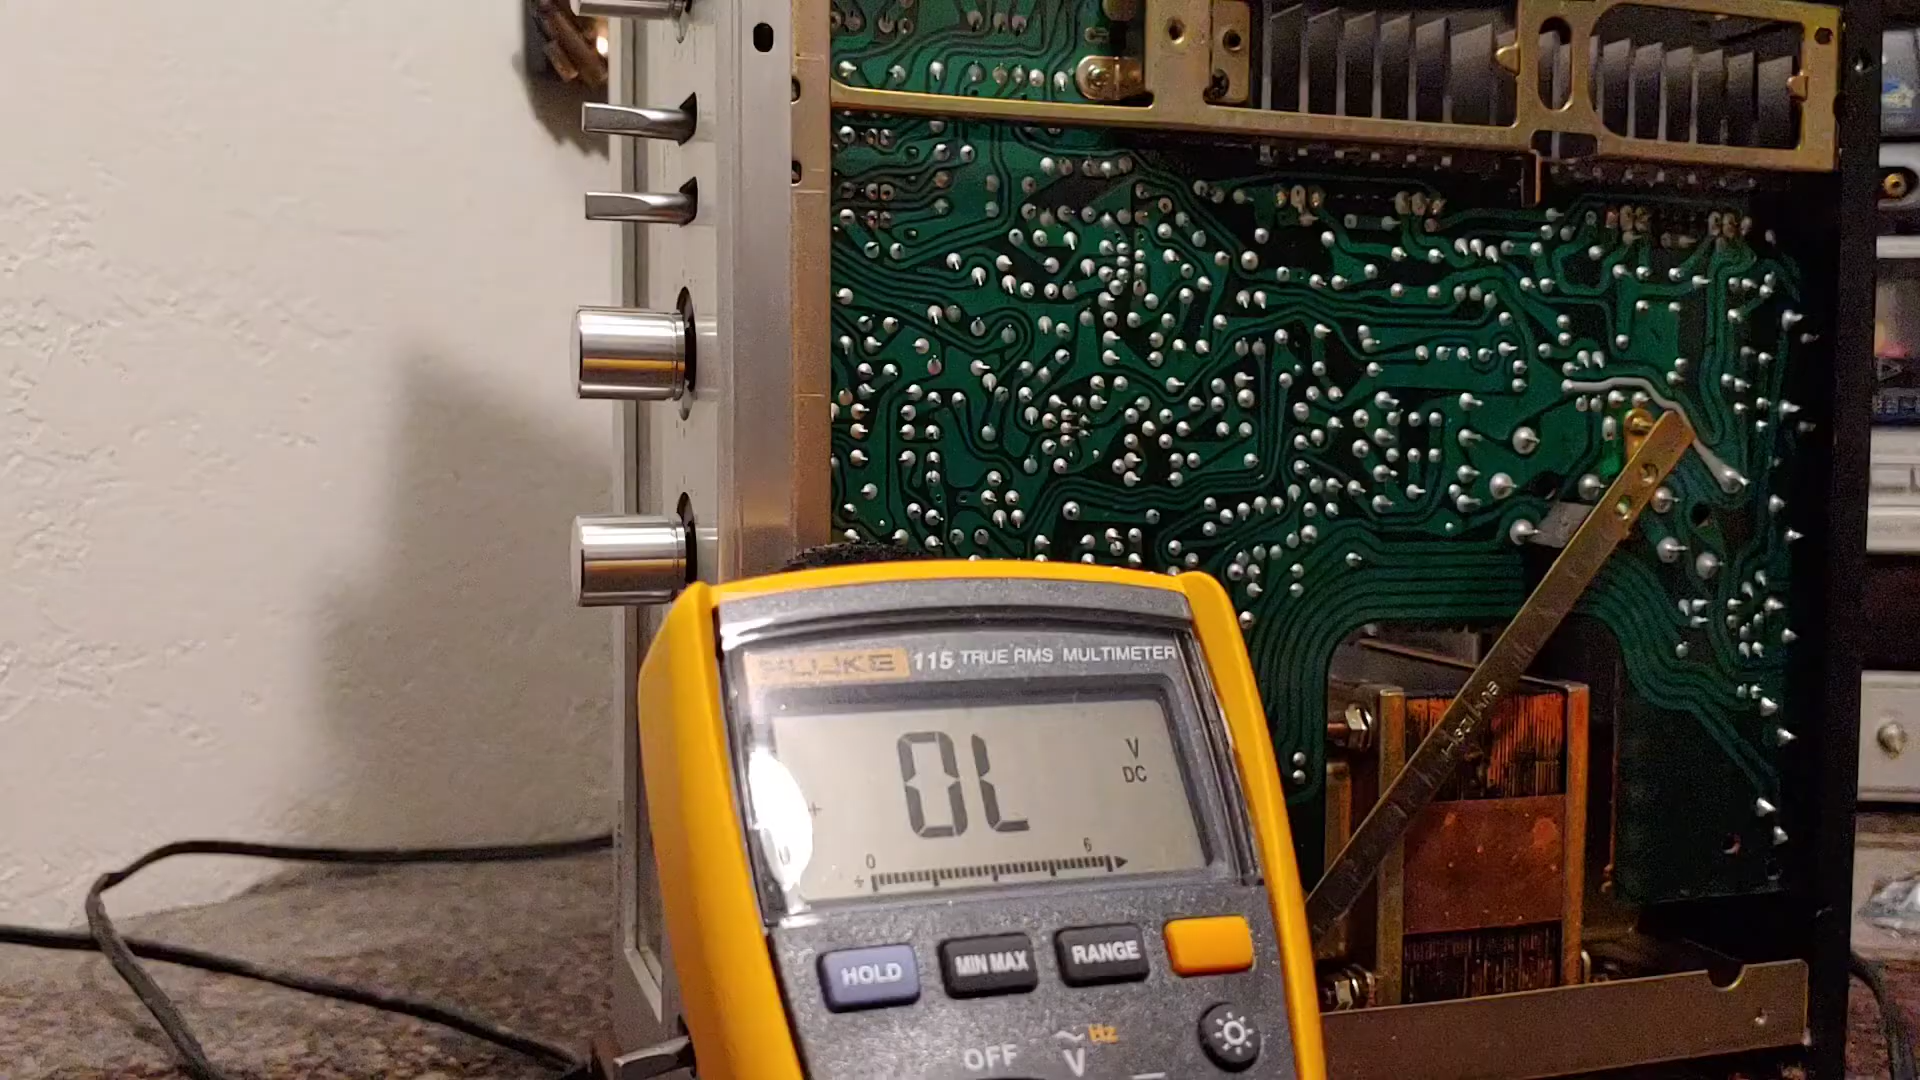 FLUKE 115 TRUE RMS MULTIMETER
OL
V
DC
0 6
HOLD MIN MAX RANGE
OFF
Hz
V